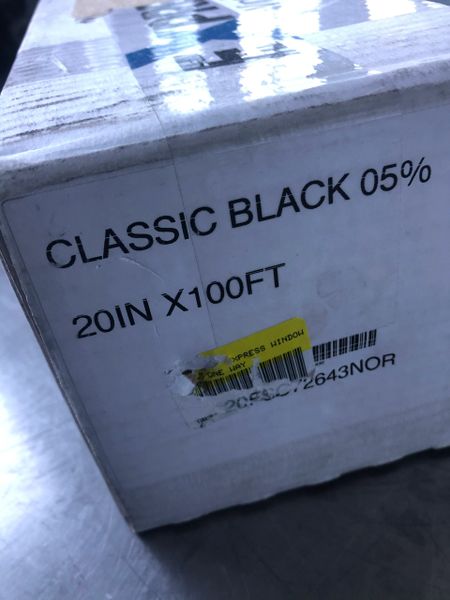 CLASSIC BLACK 05%
20IN X100FT
XPRESS WINDOW
ONE WAY
2643NOR